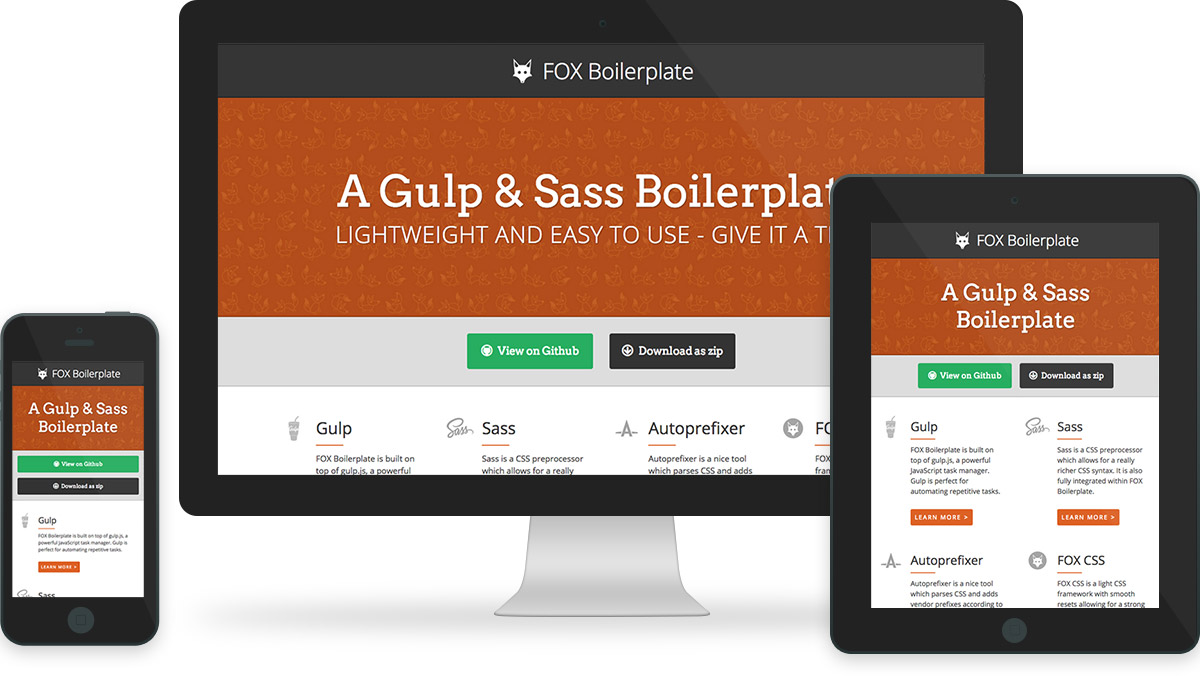 FOX Boilerplate
A Gulp & Sass Boilerplat
LIGHTWEIGHT AND EASY TO USE - GIVE IT A
View on Github
Download as zip
Gulp
FOX Boilerplate is built on
top of gulp.js, a powerful
Sass
Sass is a CSS preprocessor
which allows for a really
Autoprefixer
Autoprefixer is a nice tool
which parses CSS and adds
FOX Boilerplate
A Gulp & Sass
Boilerplate
View on Github
Download as zip
Gulp
FOX Boilerplate is built on
top of gulp.js, a powerful
JavaScript task manager.
Gulp is perfect for
automating repetitive tasks.
LEARN MORE >
Sass
Sass is a CSS preprocessor
which allows for a really
richer CSS syntax. It is also
fully integrated within FOX
Boilerplate.
LEARN MORE >
Autoprefixer
Autoprefixer is a nice tool
which parses CSS and adds
vendor prefixes according to
FOX CSS
FOX CSS is a light CSS
framework with smooth
resets allowing for a strong
FOX Boilerplate
A Gulp & Sass
Boilerplate
View on Github
Download as zip
Gulp
FOX Boilerplate is built on top of gulp.js, a
powerful JavaScript task manager. Gulp is
perfect for automating repetitive tasks.
LEARN MORE >
Sass